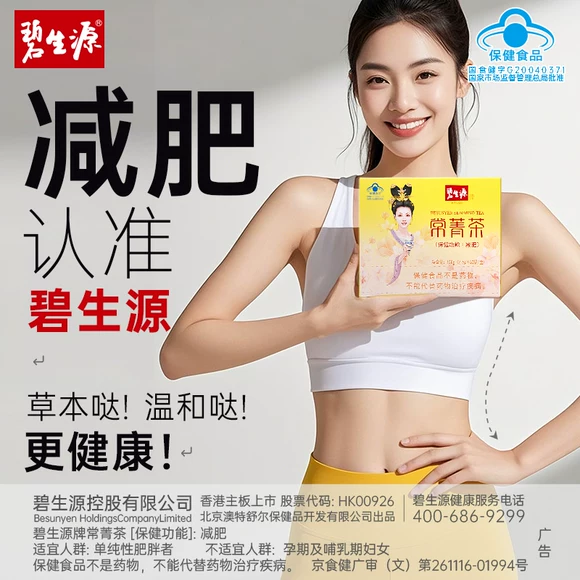 碧生源®
保健食品
国食健字G20040371
国家市场监督管理总局批准
减肥
认准
碧生源
碧生源
常菁茶
保健食品不是药物，
不能代替药物治疗疾病。
草本哒！温和哒！
更健康！
碧生源控股有限公司 香港主板上市 股票代码: HK00926 碧生源健康服务电话
Besunyen HoldingsCompanyLimited 北京澳特舒尔保健品开发有限公司出品 400-686-9299
碧生源牌常菁茶 [保健功能]: 减肥
适宜人群: 单纯性肥胖者 不适宜人群: 孕期及哺乳期妇女
保健食品不是药物，不能代替药物治疗疾病。 京食健广审（文）第261116-01994号
广告